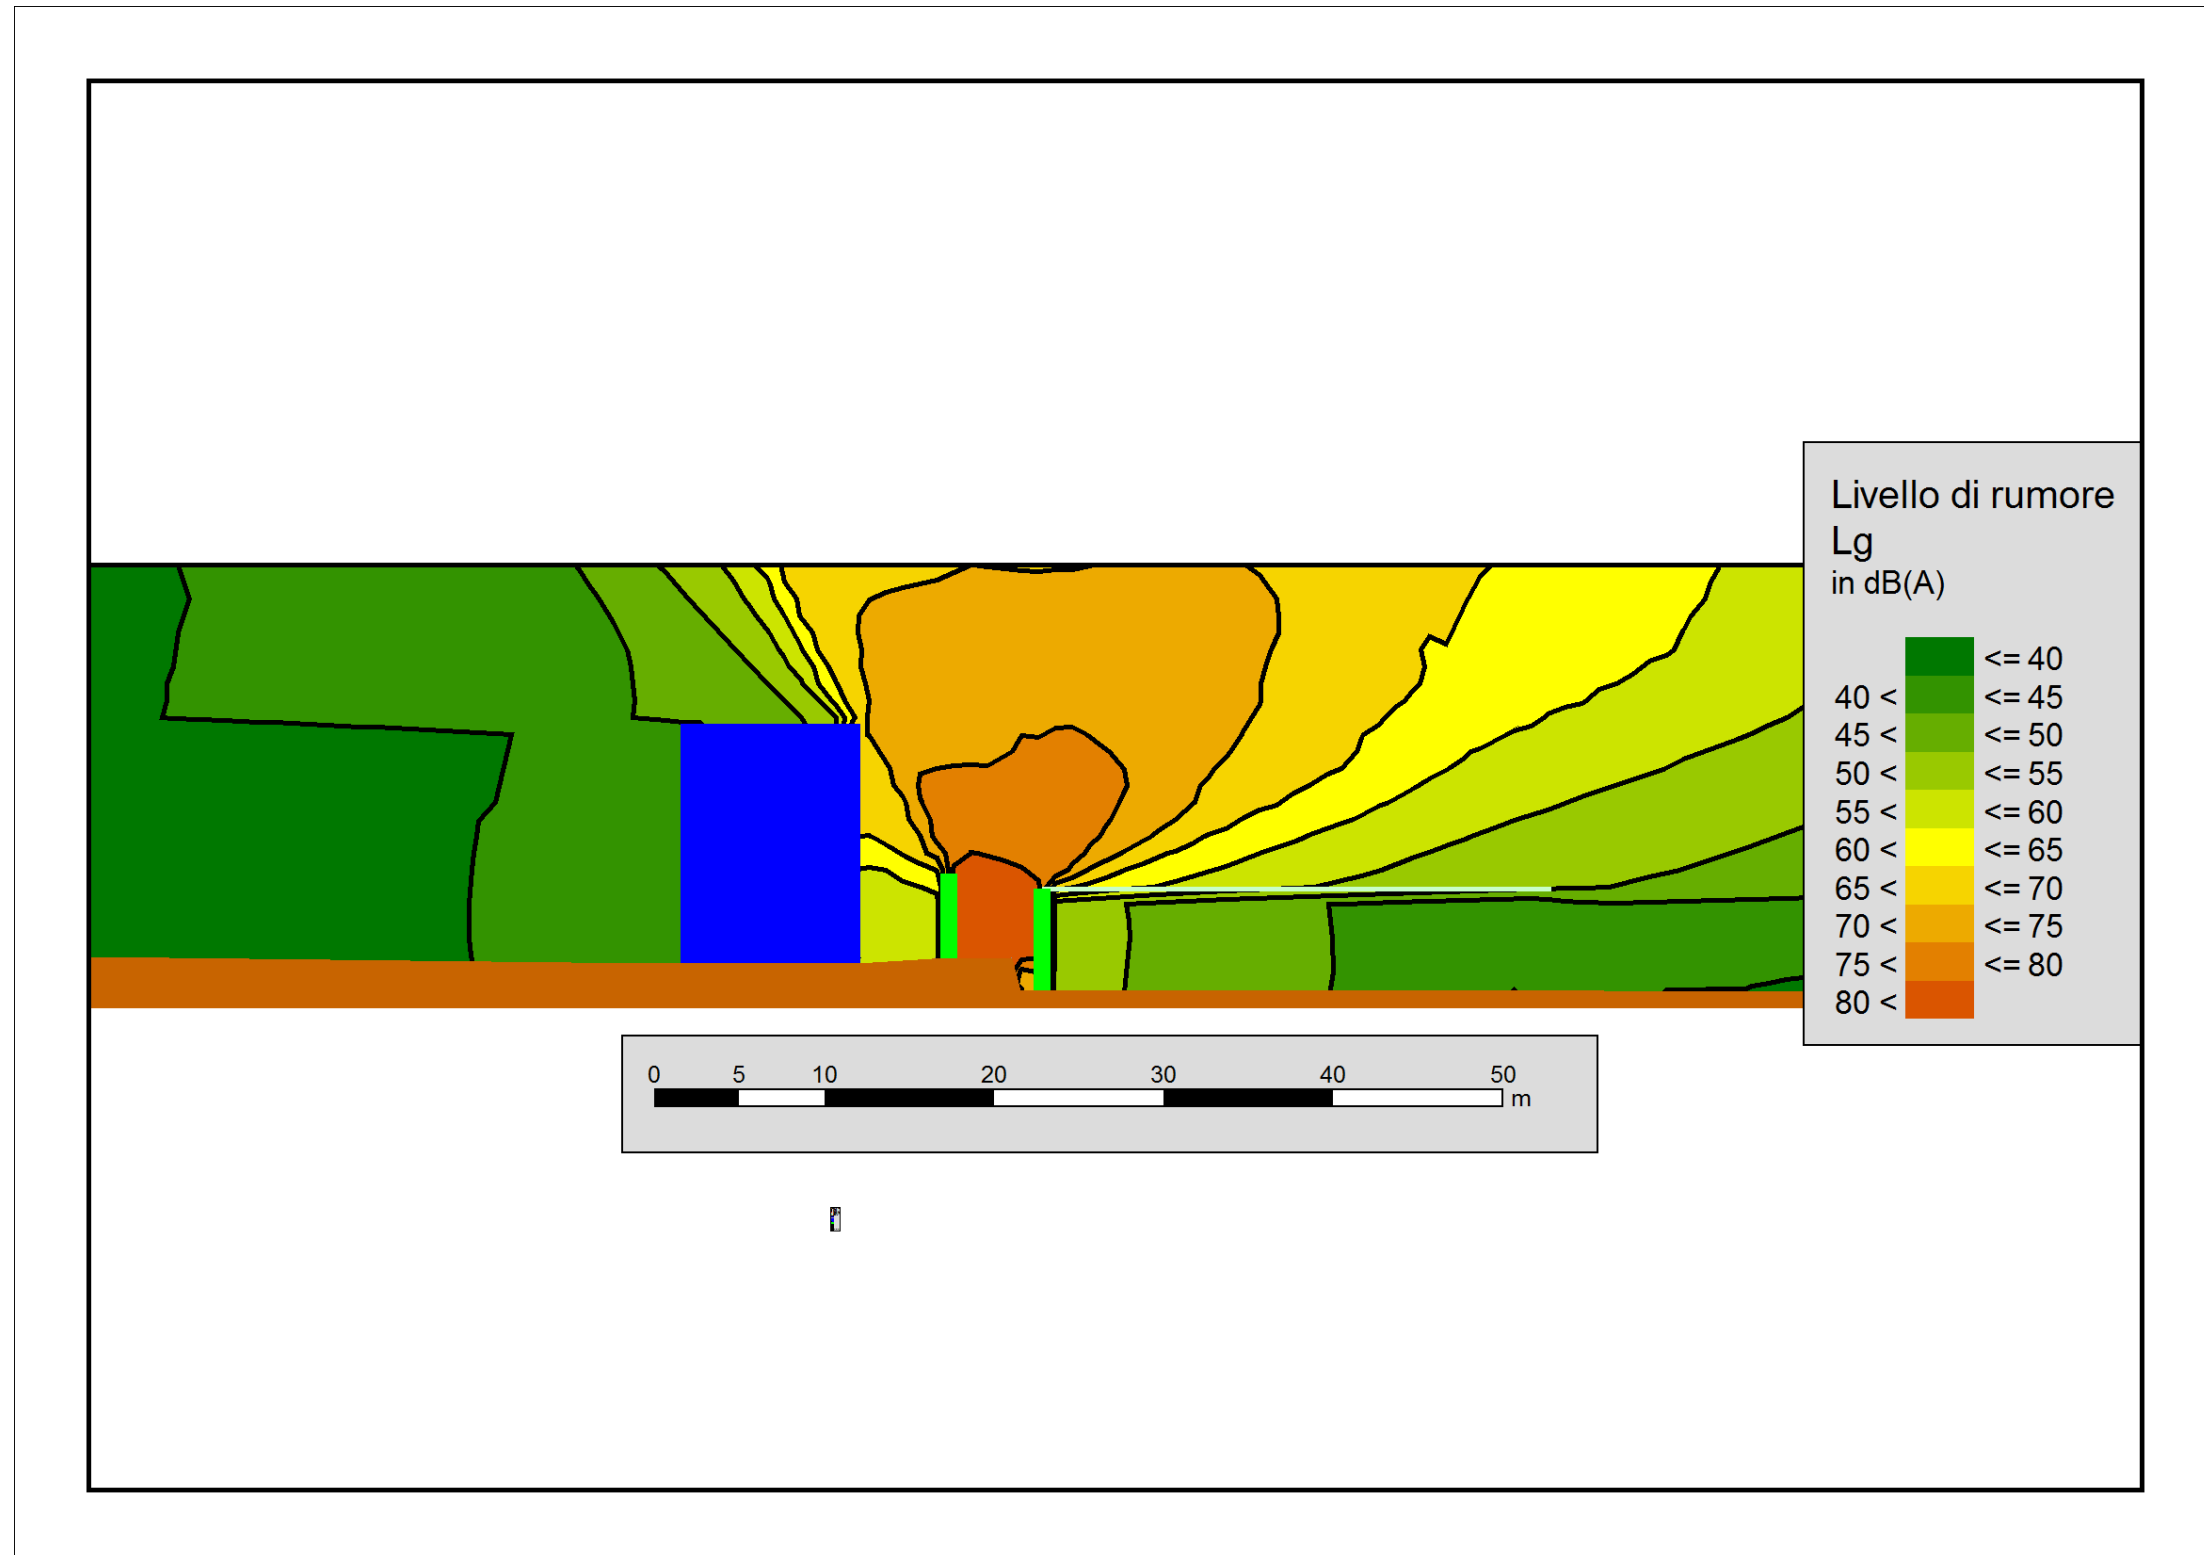 Livello di rumore
Lg
in dB(A)
<= 40
40 < <= 45
45 < <= 50
50 < <= 55
55 < <= 60
60 < <= 65
65 < <= 70
70 < <= 75
75 < <= 80
80 <
0 5 10 20 30 40 50
m